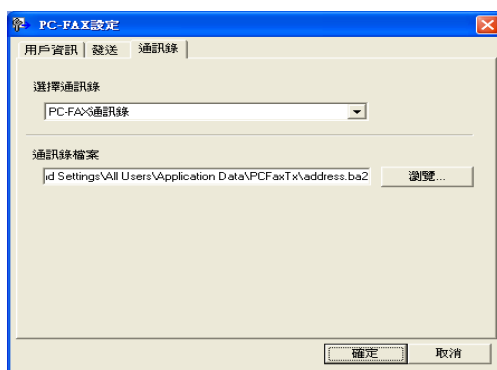 PC-FAX設定
用戶資訊 發送 通訊錄
選擇通訊錄
PC-FAX通訊錄
通訊錄檔案
id Settings\All Users\Application Data\PCFaxTx\address.ba2 瀏覽...
確定 取消